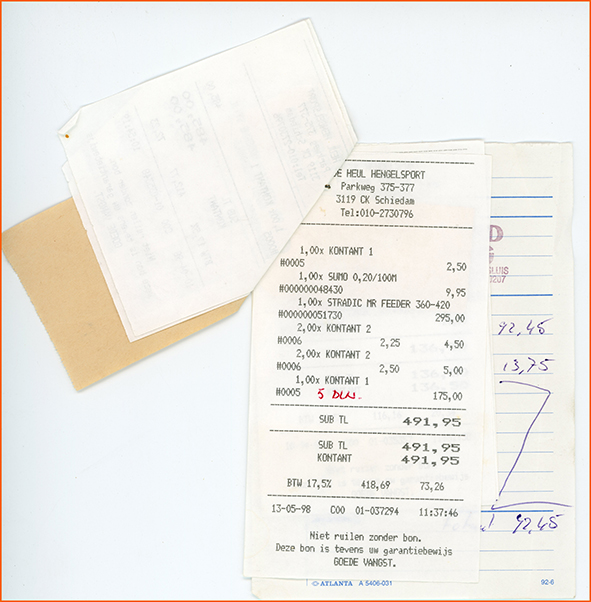 DE HEUL HENGELSPORT
Parkweg 375-377
3119 CK Schiedam
Tel:010-2730796
1,00x KONTANT 1
#0005 2,50
1,00x SUMO 0,20/100M
#000000048430 9,95
1,00x STRADIC MR FEEDER 360-420
#000000051730 295,00
2,00x KONTANT 2
#0006 2,25 4,50
2,00x KONTANT 2
#0006 2,50 5,00
1,00x KONTANT 1
#0005 5 DLN. 175,00
SUB TL 491,95
SUB TL 491,95
KONTANT 491,95
BTW 17,5% 418,69 73,26
13-05-98 C00 01-037294 11:37:46
Niet ruilen zonder bon.
Deze bon is tevens uw garantiebewijs
GOEDE VANGST.
D
SLUIS
0207
92,45
13,75
92,45
ATLANTA A 5406-031 92-6